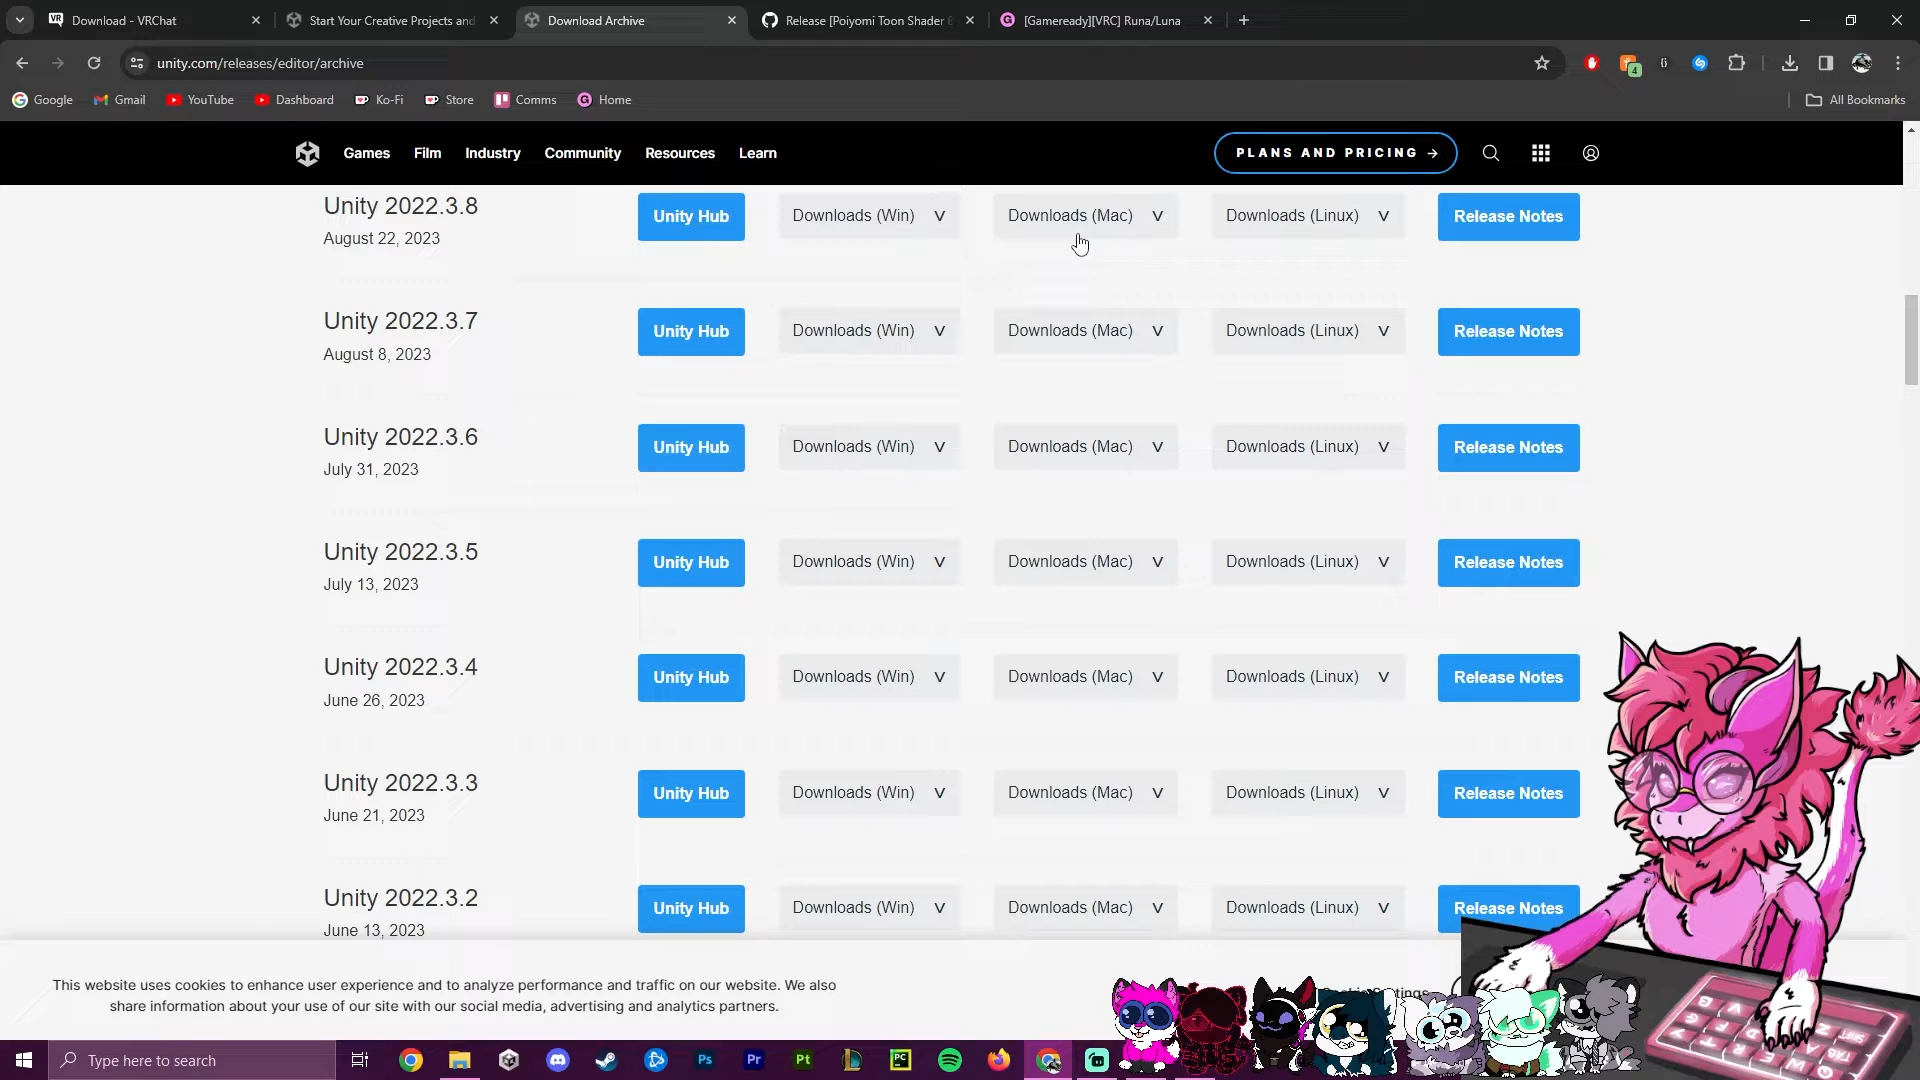 Download - VRChat
Start Your Creative Projects and
Download Archive
Release [Poiyomi Toon Shader
[Gameready][VRC] Runa/Luna
unity.com/releases/editor/archive
4
Google
Gmail
YouTube
Dashboard
Ko-Fi
Store
Comms
Home
All Bookmarks
Games
Film
Industry
Community
Resources
Learn
PLANS AND PRICING →
Unity 2022.3.8
August 22, 2023
Unity Hub
Downloads (Win)
Downloads (Mac)
Downloads (Linux)
Release Notes
Unity 2022.3.7
August 8, 2023
Unity Hub
Downloads (Win)
Downloads (Mac)
Downloads (Linux)
Release Notes
Unity 2022.3.6
July 31, 2023
Unity Hub
Downloads (Win)
Downloads (Mac)
Downloads (Linux)
Release Notes
Unity 2022.3.5
July 13, 2023
Unity Hub
Downloads (Win)
Downloads (Mac)
Downloads (Linux)
Release Notes
Unity 2022.3.4
June 26, 2023
Unity Hub
Downloads (Win)
Downloads (Mac)
Downloads (Linux)
Release Notes
Unity 2022.3.3
June 21, 2023
Unity Hub
Downloads (Win)
Downloads (Mac)
Downloads (Linux)
Release Notes
Unity 2022.3.2
June 13, 2023
Unity Hub
Downloads (Win)
Downloads (Mac)
Downloads (Linux)
Release Notes
This website uses cookies to enhance user experience and to analyze performance and traffic on our website. We also
share information about your use of our site with our social media, advertising and analytics partners.
Type here to search
Ps
Pr
Pt
PC